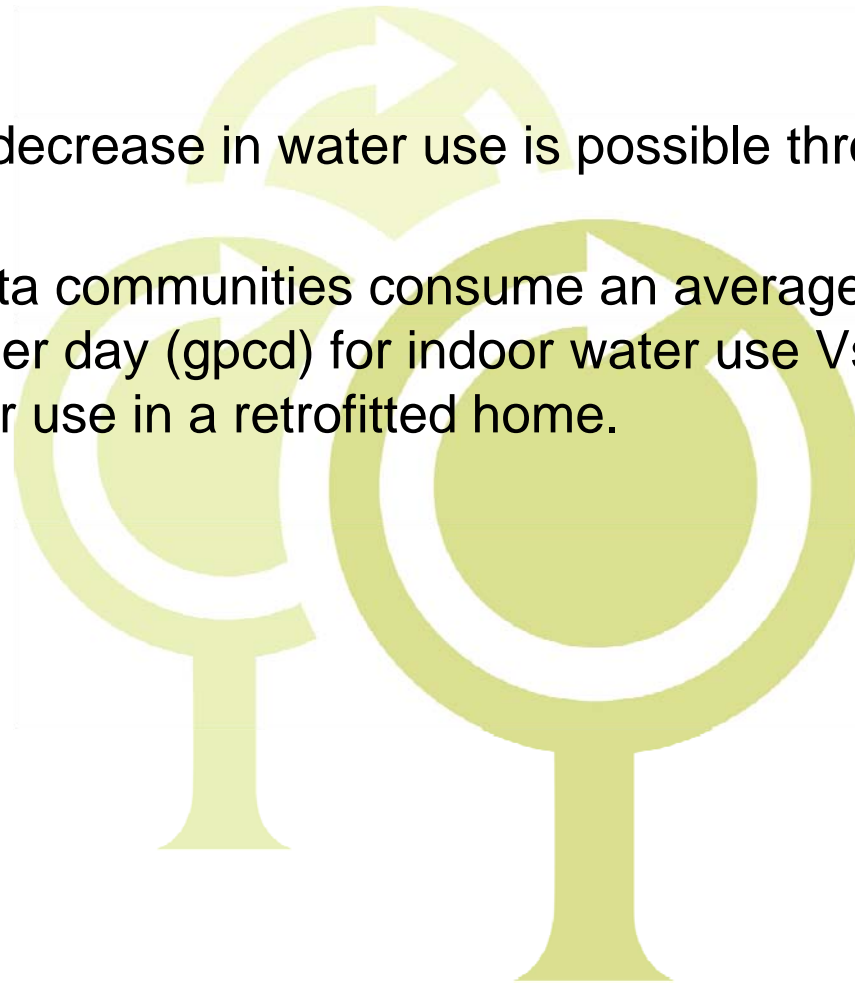 decrease in water use is possible thr
ta communities consume an average
er day (gpcd) for indoor water use Vs
r use in a retrofitted home.